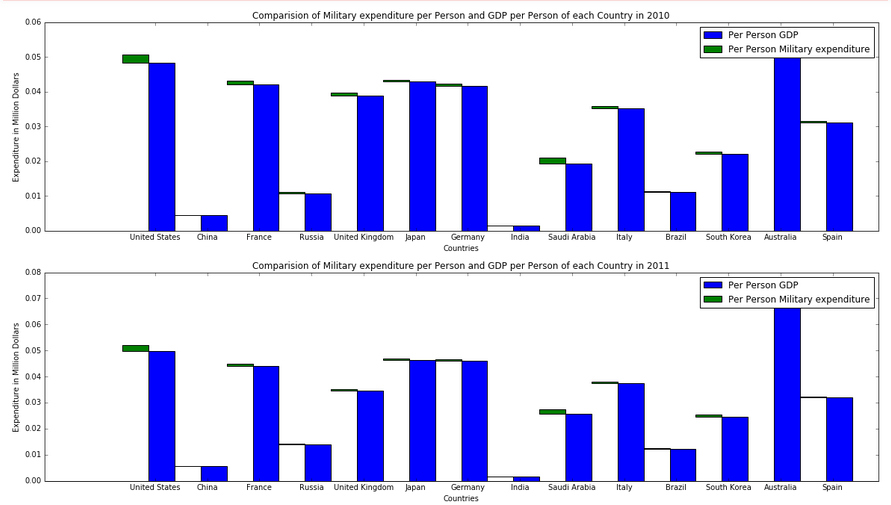 Comparision of Military expenditure per Person and GDP per Person of each Country in 2010
0.06
0.05
0.04
0.03
0.02
0.01
0.00
Expenditure in Million Dollars
Per Person GDP
Per Person Military expenditure
United States China France Russia United Kingdom Japan Germany India Saudi Arabia Italy Brazil South Korea Australia Spain
Countries
Comparision of Military expenditure per Person and GDP per Person of each Country in 2011
0.08
0.07
0.06
0.05
0.04
0.03
0.02
0.01
0.00
Expenditure in Million Dollars
Per Person GDP
Per Person Military expenditure
United States China France Russia United Kingdom Japan Germany India Saudi Arabia Italy Brazil South Korea Australia Spain
Countries